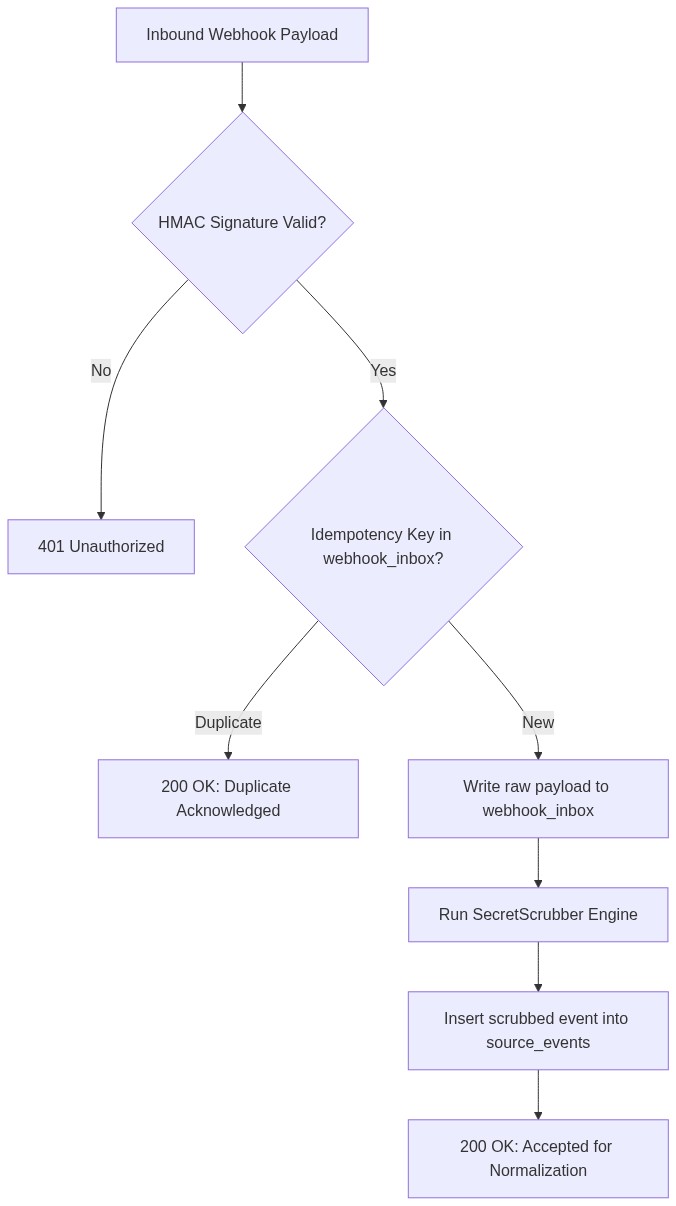 Inbound Webhook Payload
HMAC Signature Valid?
No
Yes
401 Unauthorized
Idempotency Key in
webhook_inbox?
Duplicate
New
200 OK: Duplicate
Acknowledged
Write raw payload to
webhook_inbox
Run SecretScrubber Engine
Insert scrubbed event into
source_events
200 OK: Accepted for
Normalization